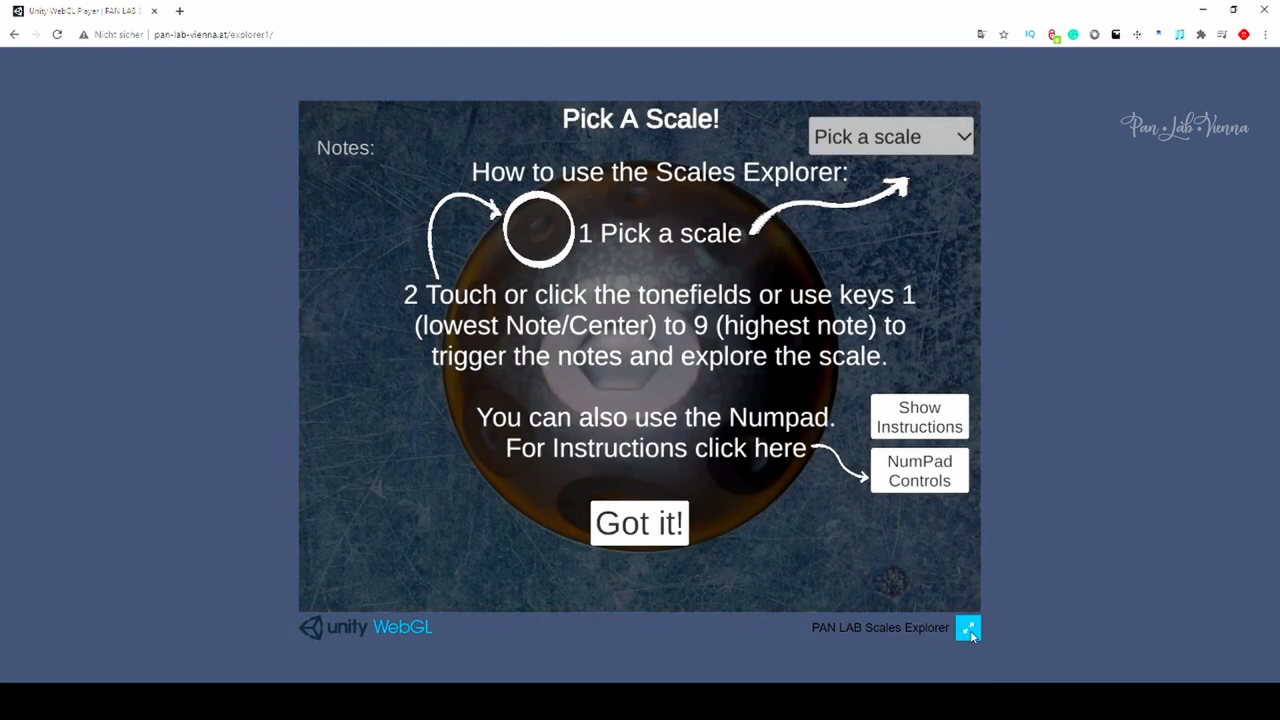 Unity WebGL Player | PAN LAB S
Nicht sicher | pan-lab-vienna.at/explorer1/
Pick A Scale!
Pick a scale
Notes:
Pan•Lab•Vienna
How to use the Scales Explorer:
1 Pick a scale
2 Touch or click the tonefields or use keys 1
(lowest Note/Center) to 9 (highest note) to
trigger the notes and explore the scale.
You can also use the Numpad.
For Instructions click here
Show
Instructions
NumPad
Controls
Got it!
unity WebGL
PAN LAB Scales Explorer